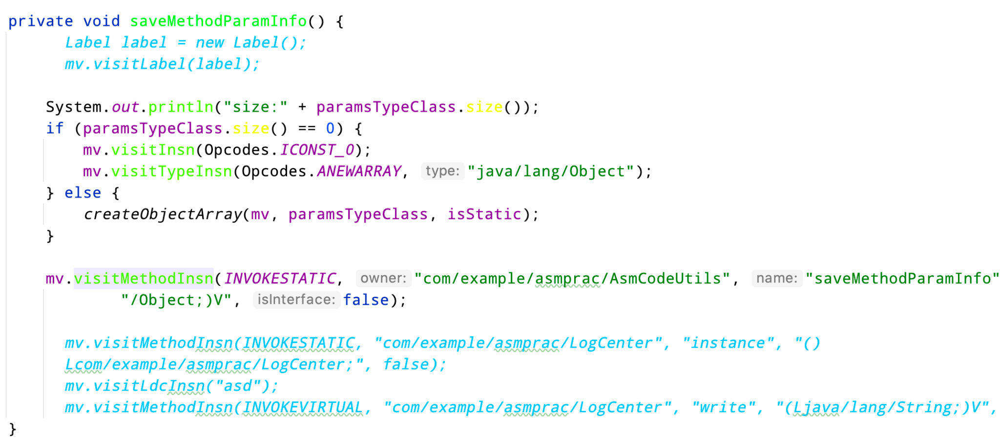 private void saveMethodParamInfo() {
Label label = new Label();
mv.visitLabel(label);
System.out.println("size:" + paramsTypeClass.size());
if (paramsTypeClass.size() == 0) {
mv.visitInsn(Opcodes.ICONST_0);
mv.visitTypeInsn(Opcodes.ANEWARRAY, type: "java/lang/Object");
} else {
createObjectArray(mv, paramsTypeClass, isStatic);
}
mv.visitMethodInsn(INVOKESTATIC, owner: "com/example/asmprac/AsmCodeUtils", name: "saveMethodParamInfo"
"/Object;)V", isInterface: false);
mv.visitMethodInsn(INVOKESTATIC, "com/example/asmprac/LogCenter", "instance", "()
Lcom/example/asmprac/LogCenter;", false);
mv.visitLdcInsn("asd");
mv.visitMethodInsn(INVOKEVIRTUAL, "com/example/asmprac/LogCenter", "write", "(Ljava/lang/String;)V",
}